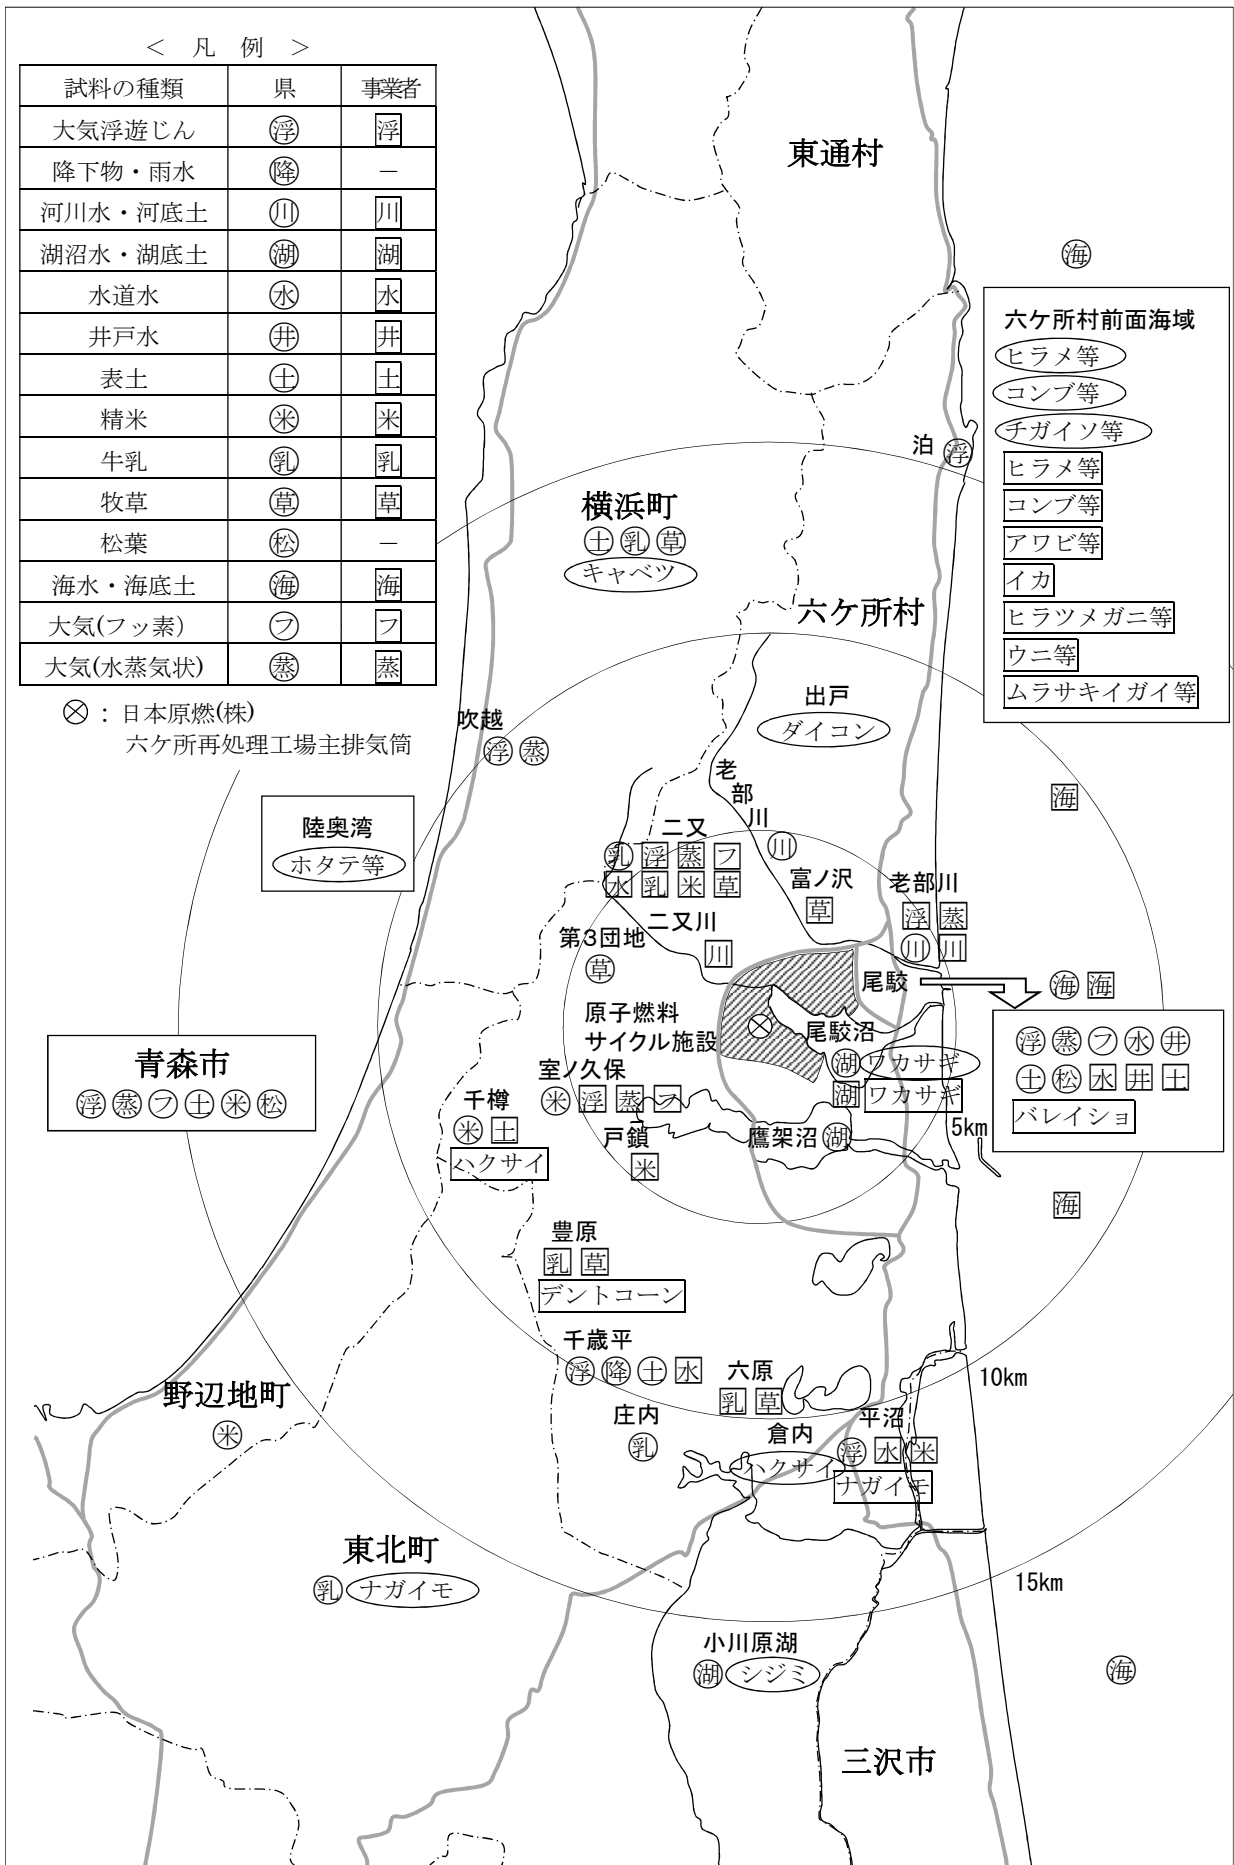 ＜ 凡 例 ＞
試料の種類 県 事業者
大気浮遊じん 浮 浮
降下物・雨水 降 －
河川水・河底土 川 川
湖沼水・湖底土 湖 湖
水道水 水 水
井戸水 井 井
表土 土 土
精米 米 米
牛乳 乳 乳
牧草 草 草
松葉 松 －
海水・海底土 海 海
大気(フッ素) フ フ
大気(水蒸気状) 蒸 蒸
⊗：日本原燃(株)
六ケ所再処理工場主排気筒
東通村
海
六ケ所村前面海域
ヒラメ等
コンブ等
チガイソ等
ヒラメ等
コンブ等
アワビ等
イカ
ヒラツメガニ等
ウニ等
ムラサキイガイ等
泊 浮
横浜町
土 乳 草
キャベツ
六ケ所村
出戸
ダイコン
吹越
浮 蒸
陸奥湾
ホタテ等
老部川
川
海
二又
乳 浮 蒸 フ
水 乳 米 草
富ノ沢
草
老部川
浮 蒸
川 川
二又川
川
第3団地
草
尾駮
海 海
浮 蒸 フ 水 井
土 松 水 井 土
バレイショ
原子燃料
サイクル施設
尾駮沼
湖 ワカサギ
湖 ワカサギ
青森市
浮 蒸 フ 土 米 松
室ノ久保
米 浮 蒸 フ
千樽
米 土
ハクサイ
戸鎖
米
鷹架沼 湖
5km
海
豊原
乳 草
デントコーン
千歳平
浮 降 土 水
六原
乳 草
10km
野辺地町
米
庄内
乳
倉内
ハクサイ
平沼
浮 水 米
ナガイモ
東北町
乳 ナガイモ
15km
小川原湖
湖 シジミ
海
三沢市